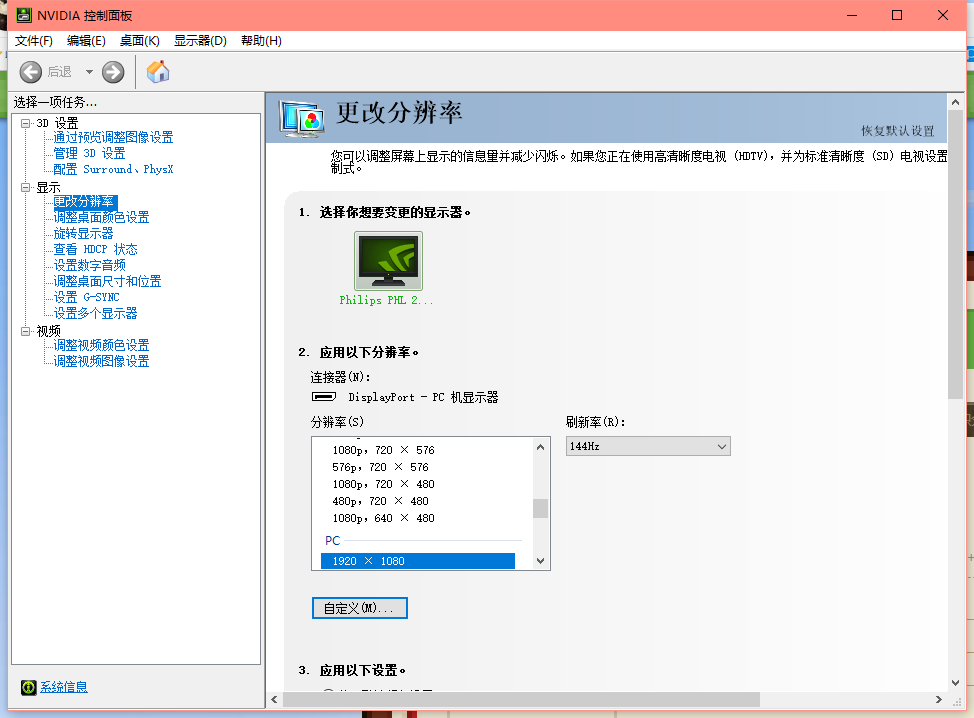 NVIDIA 控制面板
文件(F) 编辑(E) 桌面(K) 显示器(D) 帮助(H)
后退
选择一项任务...
3D 设置
通过预览调整图像设置
管理 3D 设置
配置 Surround、PhysX
显示
更改分辨率
调整桌面颜色设置
旋转显示器
查看 HDCP 状态
设置数字音频
调整桌面尺寸和位置
设置 G-SYNC
设置多个显示器
视频
调整视频颜色设置
调整视频图像设置
系统信息
更改分辨率
恢复默认设置
您可以调整屏幕上显示的信息量并减少闪烁。如果您正在使用高清晰度电视 (HDTV)，并为标准清晰度 (SD) 电视设置
制式。
1. 选择你想要变更的显示器。
Philips PHL 2...
2. 应用以下分辨率。
连接器(N):
DisplayPort - PC 机显示器
分辨率(S)
刷新率(R):
144Hz
1080p，720 × 576
576p，720 × 576
1080p，720 × 480
480p，720 × 480
1080p，640 × 480
PC
1920 × 1080
自定义(M)...
3. 应用以下设置。